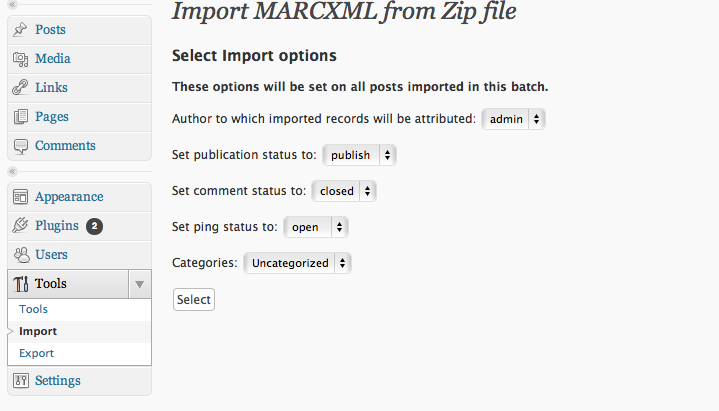 Import MARCXML from Zip file
Posts
Media
Links
Pages
Comments
Appearance
Plugins 2
Users
Tools
Tools
Import
Export
Settings
Select Import options
These options will be set on all posts imported in this batch.
Author to which imported records will be attributed: admin
Set publication status to: publish
Set comment status to: closed
Set ping status to: open
Categories: Uncategorized
Select